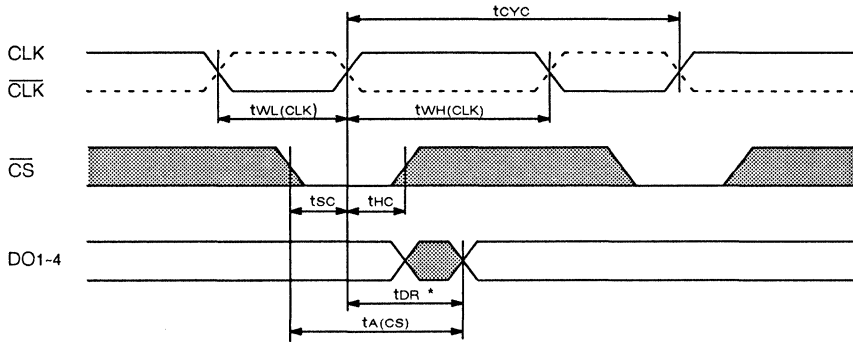 tCYC
CLK
CLK
tWL(CLK) tWH(CLK)
CS
tSC tHC
DO1~4
tDR *
tA(CS)